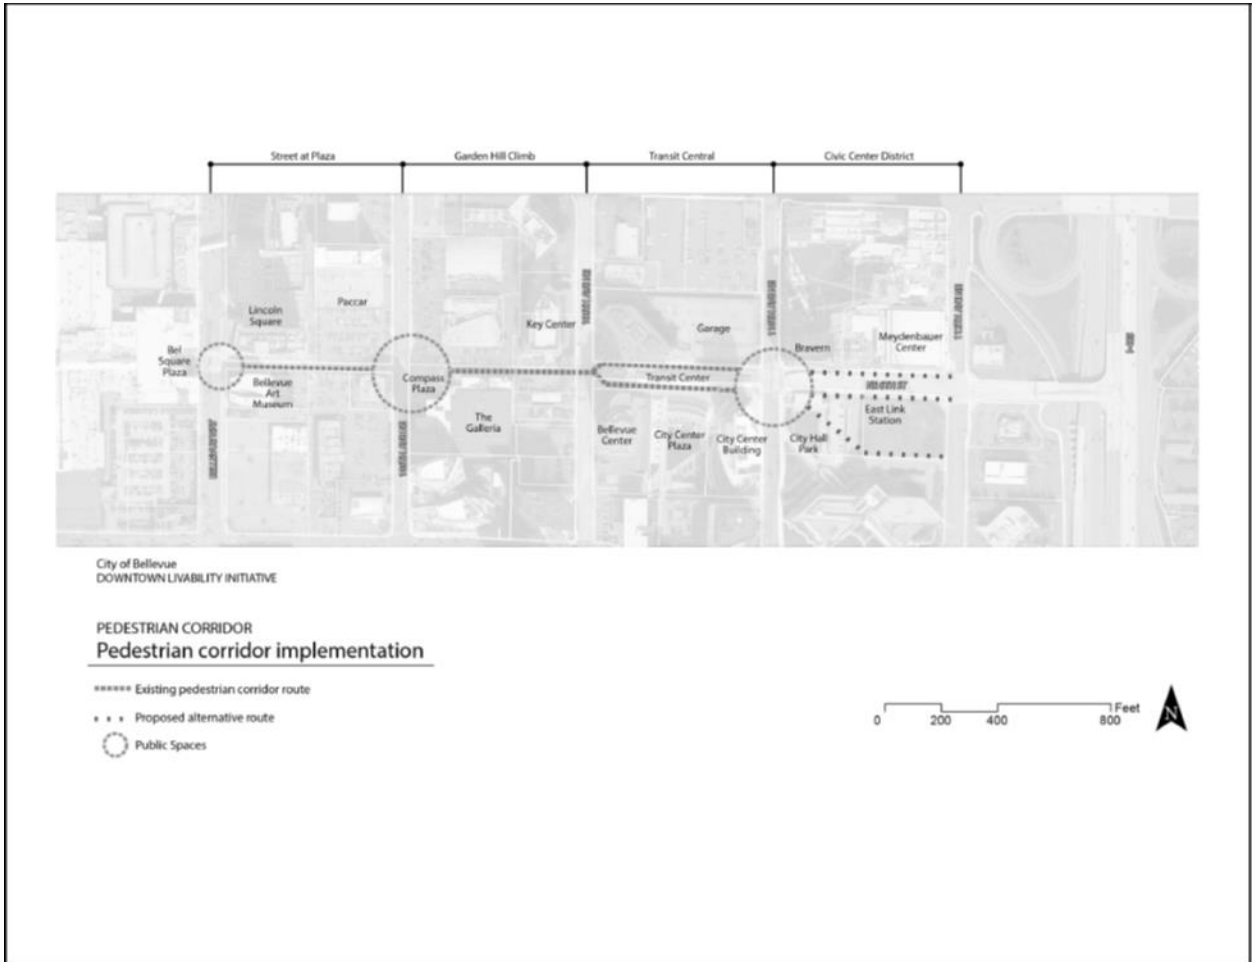 Street at Plaza
Garden Hill Climb
Transit Central
Civic Center District
Lincoln
Square
Paccar
Key Center
Garage
Bravern
Meydenbauer
Center
Bel
Square
Plaza
Bellevue
Art
Museum
Compass
Plaza
The
Galleria
Transit Center
Bellevue
Center
City Center
Plaza
City Center
Building
City Hall
Park
East Link
Station
City of Bellevue
DOWNTOWN LIVABILITY INITIATIVE
PEDESTRIAN CORRIDOR
Pedestrian corridor implementation
Existing pedestrian corridor route
Proposed alternative route
Public Spaces
0 200 400 800 Feet
N